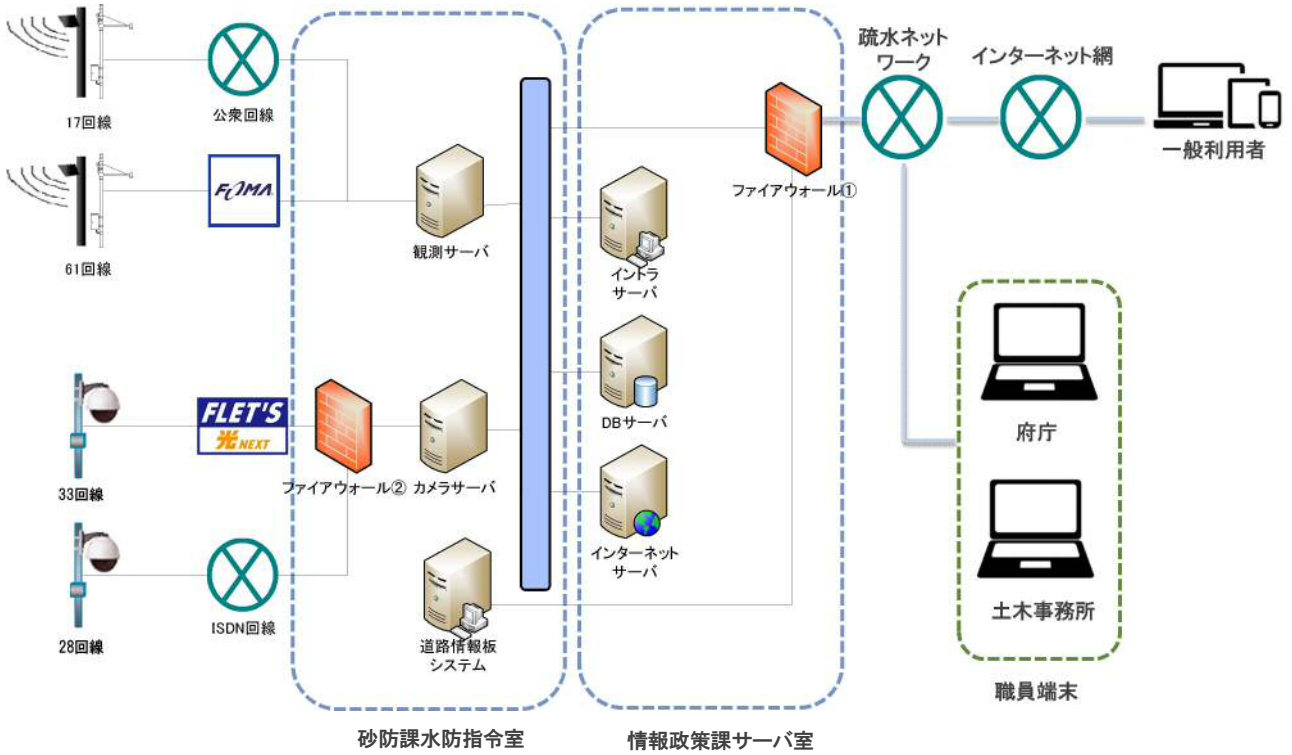 17回線
公衆回線
61回線
FOMA
観測サーバ
33回線
FLET'S
光 NEXT
ファイアウォール②
カメラサーバ
28回線
ISDN回線
道路情報板
システム
砂防課水防指令室
イントラ
サーバ
DBサーバ
インターネット
サーバ
ファイアウォール①
情報政策課サーバ室
疏水ネット
ワーク
インターネット網
一般利用者
府庁
土木事務所
職員端末